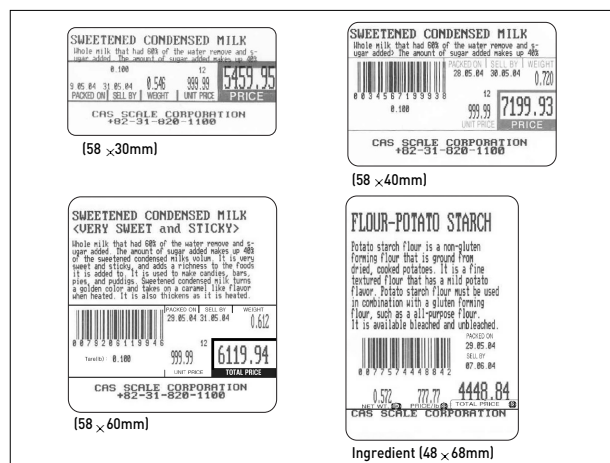 SWEETENED CONDENSED MILK
Whole milk that had 60% of the water remove and s-
ugar added. The amount of sugar added makes up 40%
0.100 12
9 05.04 31.05.04 0.546 999.99 5459.95
PACKED ON SELL BY WEIGHT UNIT PRICE PRICE
CAS SCALE CORPORATION
+82-31-820-1100
(58 ×30mm)
SWEETENED CONDENSED MILK
Whole milk that had 60% of the water remove and s-
ugar added> The amount of sugar added makes up 40%
PACKED ON SELL BY WEIGHT
28.05.04 30.05.04 0.720
0034567199938
0.100 12
999.99 7199.93
UNIT PRICE PRICE
CAS SCALE CORPORATION
+82-31-820-1100
(58 ×40mm)
SWEETENED CONDENSED MILK
<VERY SWEET and STICKY>
Whole milk that had 60% of the water remove and s-
ugar added. The amount of sugar added makes up 40%
of the sweetened condensed milks volum. It is very
sweet and sticky, and adds a richness to the foods
it is added to. It is used to make candies, bars,
pies, and puddigs. Sweetened condensed milk turns
a golden color and takes on a caramel like flavor
when heated. It is also thickens as it is heated.
PACKED ON SELL BY WEIGHT
29.05.04 31.05.04 0.612
0079206119946
12
Tare(lb) : 0.100 999.99 6119.94
UNIT PRICE TOTAL PRICE
CAS SCALE CORPORATION
+82-31-820-1100
(58 ×60mm)
FLOUR-POTATO STARCH
Potato starch flour is a non-gluten
forming flour that is ground from
dried, cooked potatoes. It is a fine
textured flour that has a mild potato
flavor. Potato starch flour must be used
in combination with a gluten forming
flour, such as a all-purpose flour.
It is available bleached and unbleached.
PACKED ON
29.05.04
SELL BY
07.06.04
0077574448842
0.572 777.77 4448.84
NET WT. PRICE/lb TOTAL PRICE
CAS SCALE CORPORATION
Ingredient (48 ×68mm)